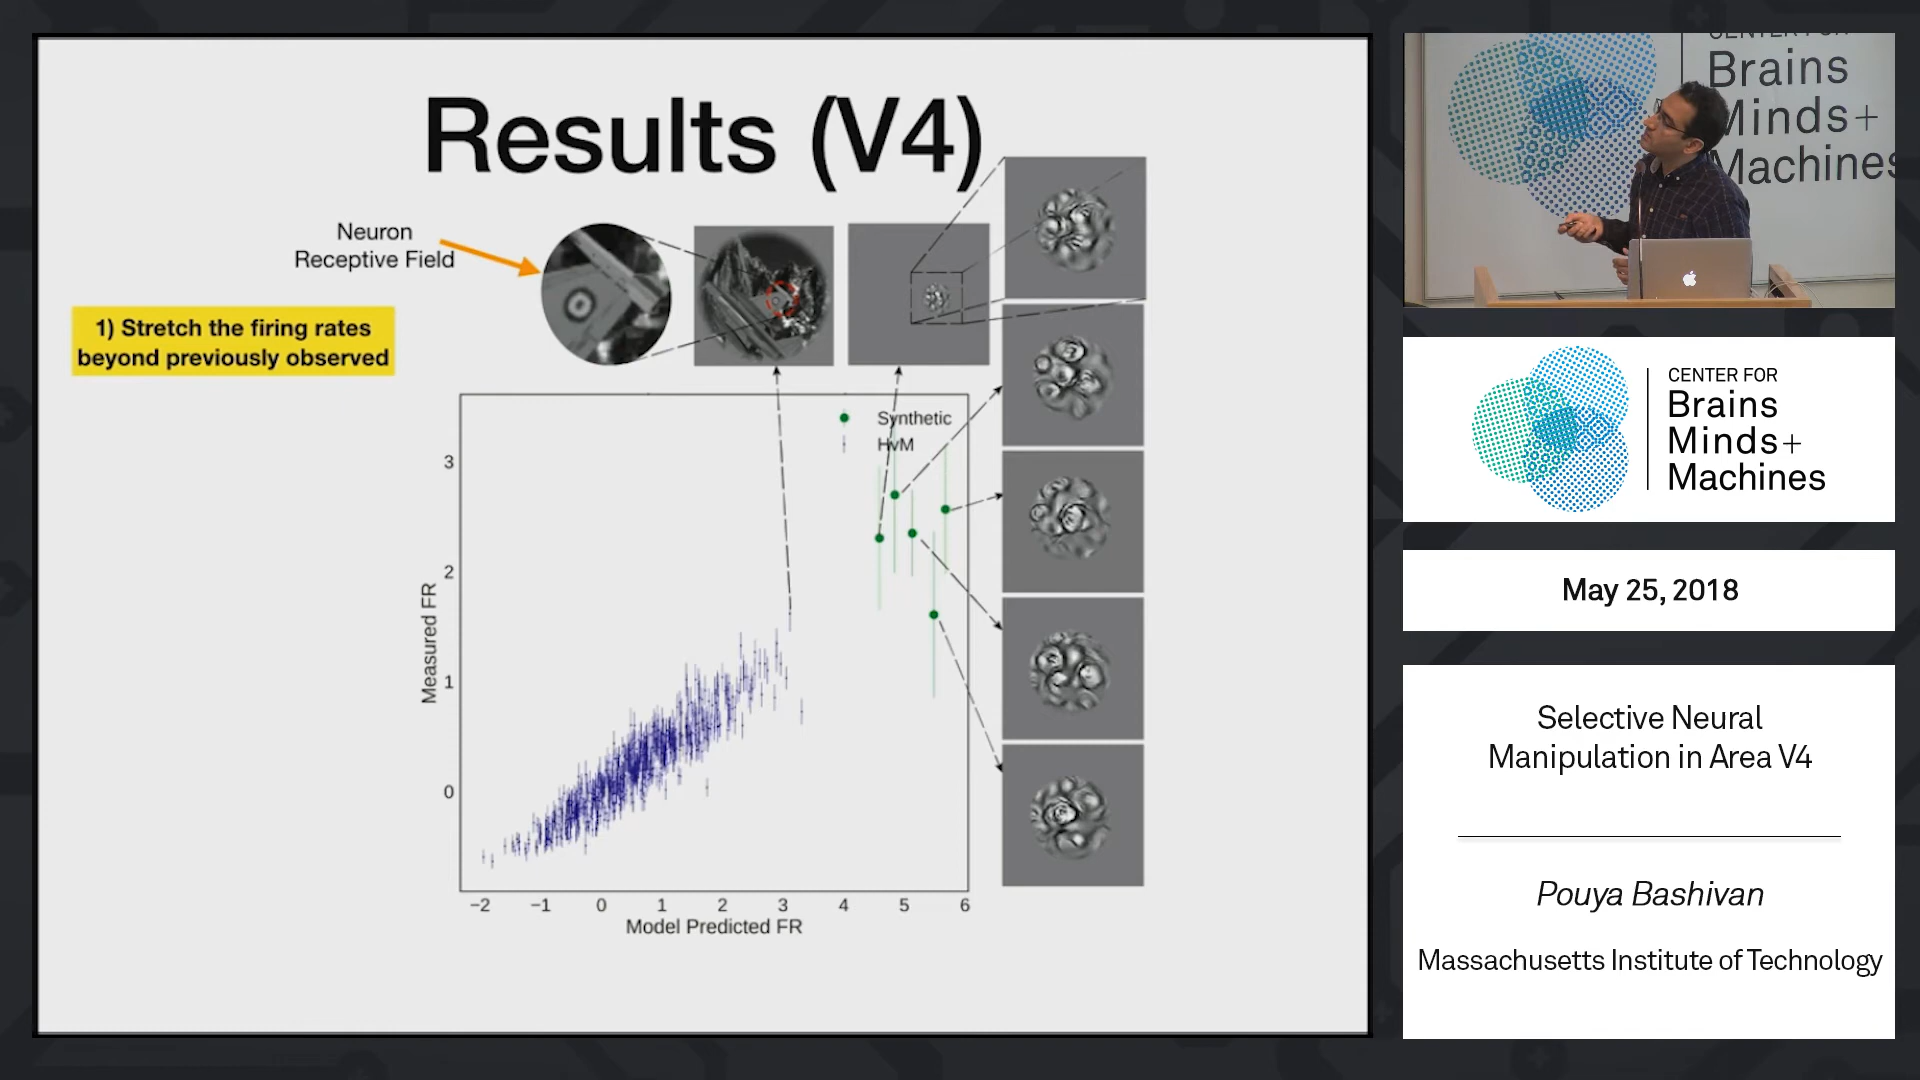 Results (V4)
Neuron
Receptive Field
1) Stretch the firing rates
beyond previously observed
Synthetic
HvM
3
2
1
0
Measured FR
−2 −1 0 1 2 3 4 5 6
Model Predicted FR
CENTER FOR
Brains
Minds+
Machines
CENTER FOR
Brains
Minds+
Machines
May 25, 2018
Selective Neural
Manipulation in Area V4
Pouya Bashivan
Massachusetts Institute of Technology